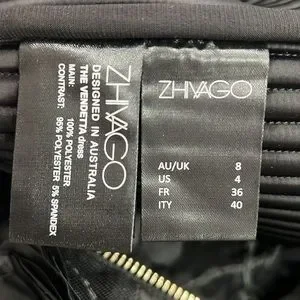 ZHIVAGO
DESIGNED IN AUSTRALIA
THE VENDETTA dress
MAIN:
100% POLYESTER
CONTRAST:
95% POLYESTER 5% SPANDEX
ZHIVAGO
AU/UK 8
US 4
FR 36
ITY 40